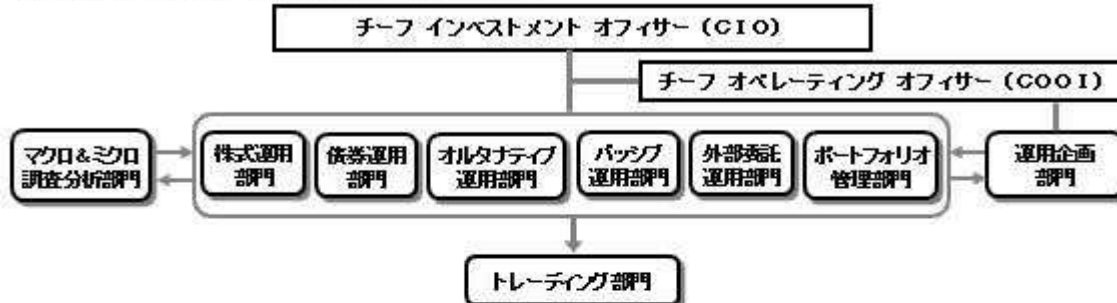 チーフ インベストメント オフィサー (CIO)
チーフ オペレーティング オフィサー (COOI)
マクロ&ミクロ
調査分析部門
株式運用
部門
債券運用
部門
オルタナティブ
運用部門
パッシブ
運用部門
外部委託
運用部門
ポートフォリオ
管理部門
運用企画
部門
トレーディング部門